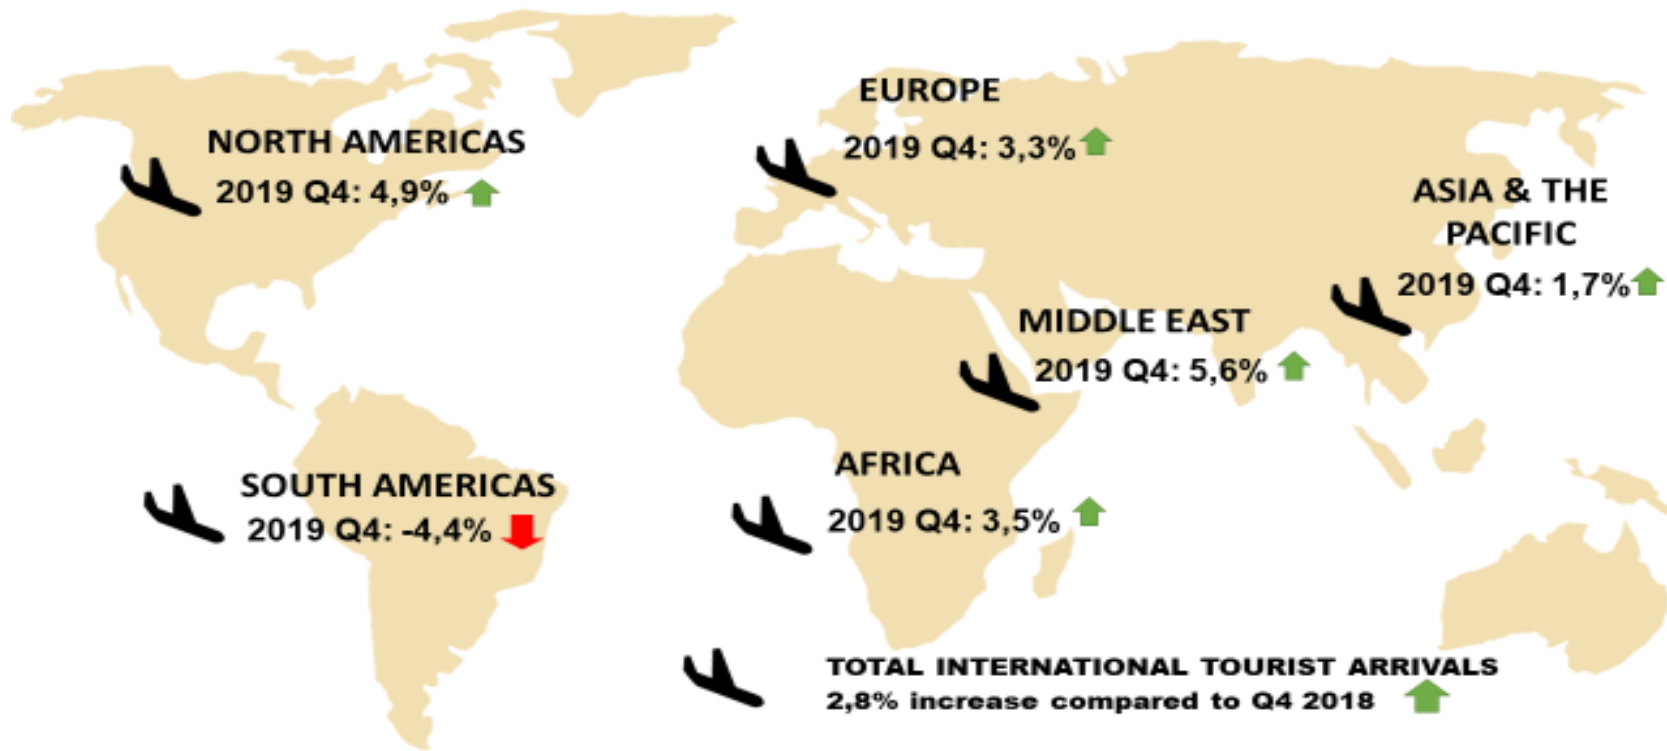 NORTH AMERICAS
2019 Q4: 4,9%
EUROPE
2019 Q4: 3,3%
ASIA & THE
PACIFIC
2019 Q4: 1,7%
MIDDLE EAST
2019 Q4: 5,6%
SOUTH AMERICAS
2019 Q4: -4,4%
AFRICA
2019 Q4: 3,5%
TOTAL INTERNATIONAL TOURIST ARRIVALS
2,8% increase compared to Q4 2018